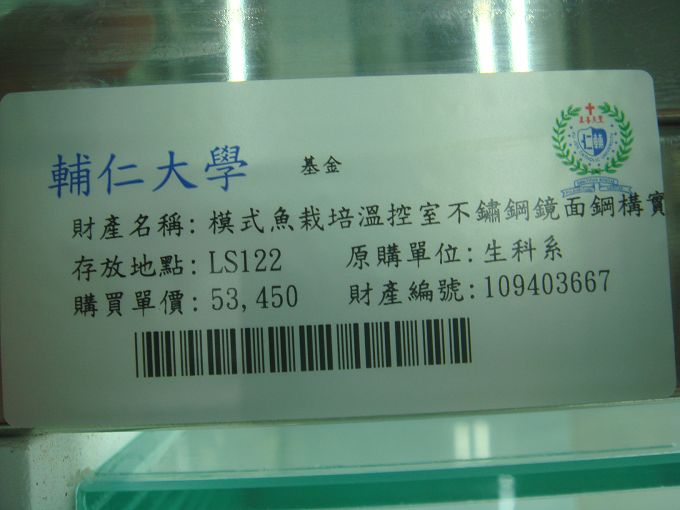 輔仁大學 基金
財產名稱: 模式魚栽培溫控室不鏽鋼鏡面鋼構實
存放地點: LS122 原購單位: 生科系
購買單價: 53,450 財產編號: 109403667